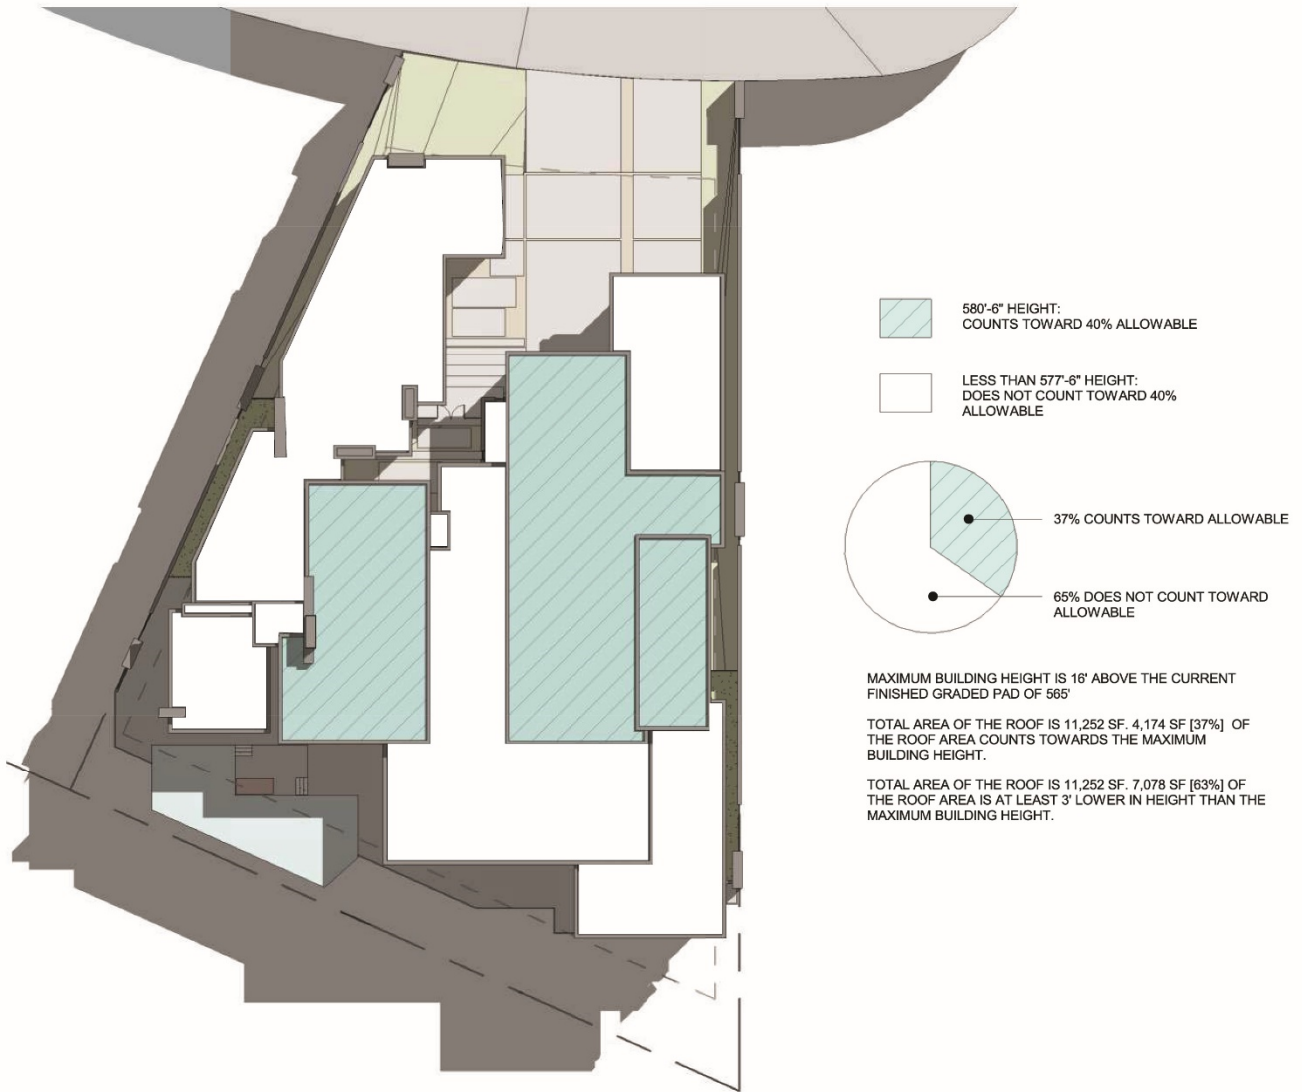 580'-6" HEIGHT:
COUNTS TOWARD 40% ALLOWABLE
LESS THAN 577'-6" HEIGHT:
DOES NOT COUNT TOWARD 40%
ALLOWABLE
37% COUNTS TOWARD ALLOWABLE
65% DOES NOT COUNT TOWARD
ALLOWABLE
MAXIMUM BUILDING HEIGHT IS 16' ABOVE THE CURRENT
FINISHED GRADED PAD OF 565'
TOTAL AREA OF THE ROOF IS 11,252 SF. 4,174 SF [37%] OF
THE ROOF AREA COUNTS TOWARDS THE MAXIMUM
BUILDING HEIGHT.
TOTAL AREA OF THE ROOF IS 11,252 SF. 7,078 SF [63%] OF
THE ROOF AREA IS AT LEAST 3' LOWER IN HEIGHT THAN THE
MAXIMUM BUILDING HEIGHT.